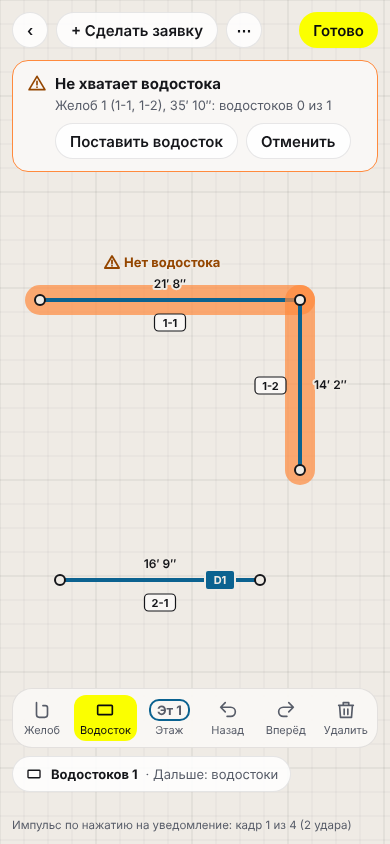 ‹
+ Сделать заявку
···
Готово
Не хватает водостока
Желоб 1 (1-1, 1-2), 35′ 10″: водостоков 0 из 1
Поставить водосток
Отменить
Нет водостока
21′ 8″
1-1
1-2
14′ 2″
16′ 9″
D1
2-1
Эт 1
Желоб
Водосток
Этаж
Назад
Вперёд
Удалить
Водостоков 1 · Дальше: водостоки
Импульс по нажатию на уведомление: кадр 1 из 4 (2 удара)